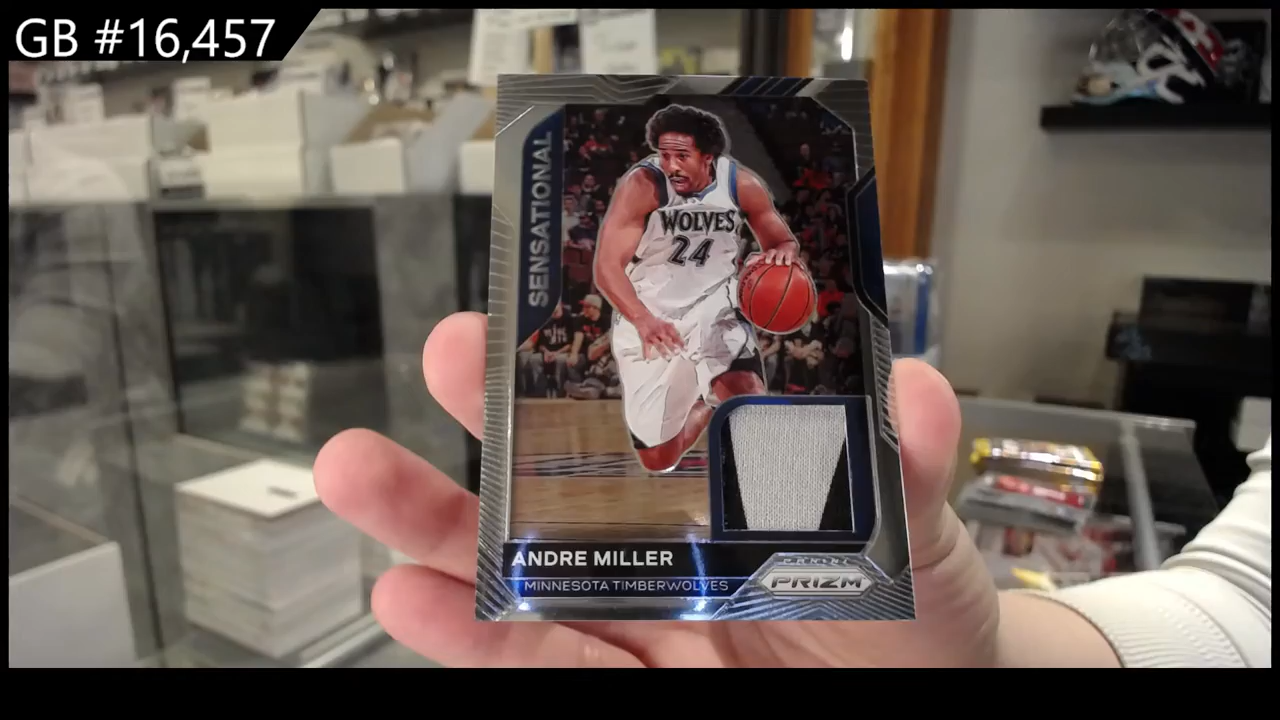 GB #16,457
SENSATIONAL
WOLVES
24
ANDRE MILLER
MINNESOTA TIMBERWOLVES
PANINI
PRIZM